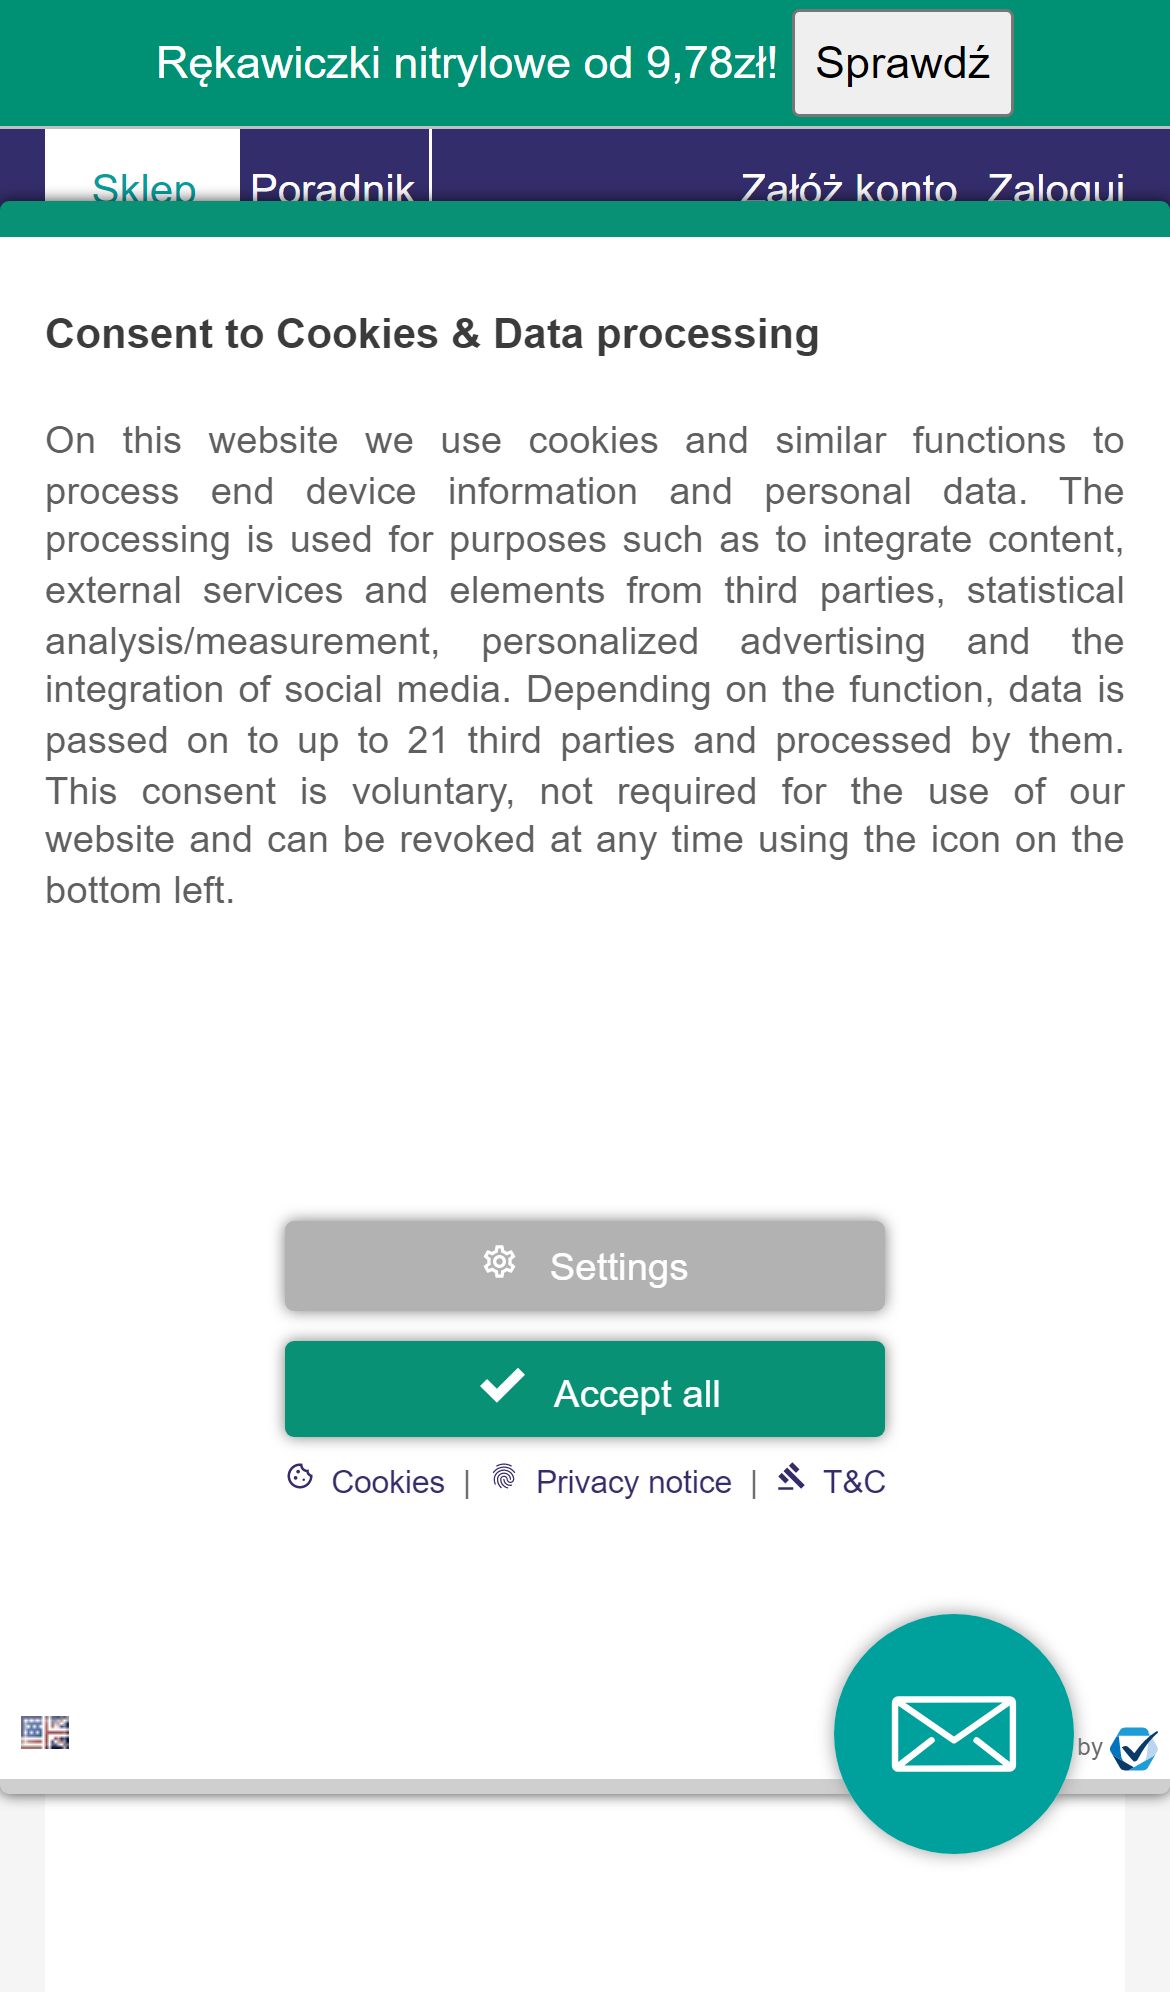 Rękawiczki nitrylowe od 9,78zł! Sprawdź
Sklep Poradnik Załóż konto Zaloguj
Consent to Cookies & Data processing
On this website we use cookies and similar functions to
process end device information and personal data. The
processing is used for purposes such as to integrate content,
external services and elements from third parties, statistical
analysis/measurement, personalized advertising and the
integration of social media. Depending on the function, data is
passed on to up to 21 third parties and processed by them.
This consent is voluntary, not required for the use of our
website and can be revoked at any time using the icon on the
bottom left.
Settings
Accept all
Cookies | Privacy notice | T&C
by